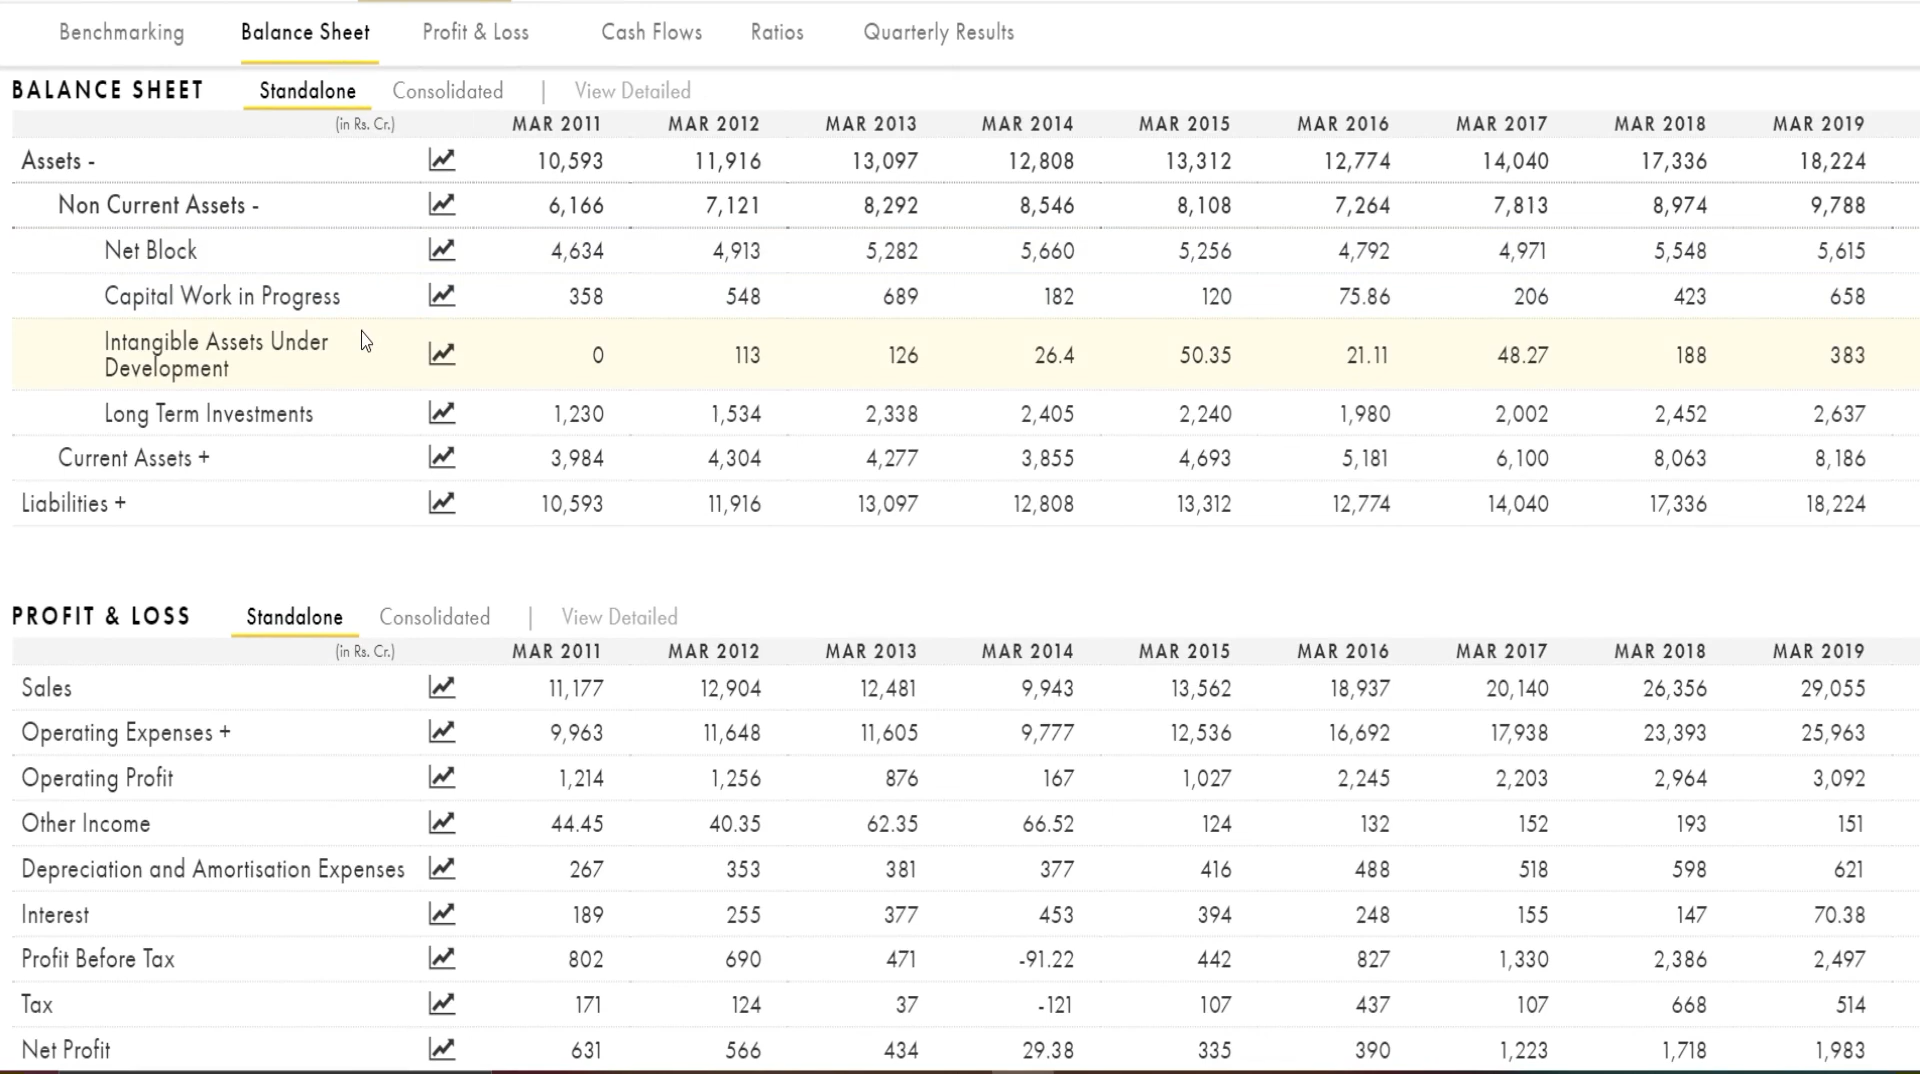 Benchmarking Balance Sheet Profit & Loss Cash Flows Ratios Quarterly Results
BALANCE SHEET Standalone Consolidated | View Detailed
(in Rs. Cr.) MAR 2011 MAR 2012 MAR 2013 MAR 2014 MAR 2015 MAR 2016 MAR 2017 MAR 2018 MAR 2019
Assets - 10,593 11,916 13,097 12,808 13,312 12,774 14,040 17,336 18,224
Non Current Assets - 6,166 7,121 8,292 8,546 8,108 7,264 7,813 8,974 9,788
Net Block 4,634 4,913 5,282 5,660 5,256 4,792 4,971 5,548 5,615
Capital Work in Progress 358 548 689 182 120 75.86 206 423 658
Intangible Assets Under
Development 0 113 126 26.4 50.35 21.11 48.27 188 383
Long Term Investments 1,230 1,534 2,338 2,405 2,240 1,980 2,002 2,452 2,637
Current Assets + 3,984 4,304 4,277 3,855 4,693 5,181 6,100 8,063 8,186
Liabilities + 10,593 11,916 13,097 12,808 13,312 12,774 14,040 17,336 18,224
PROFIT & LOSS Standalone Consolidated | View Detailed
(in Rs. Cr.) MAR 2011 MAR 2012 MAR 2013 MAR 2014 MAR 2015 MAR 2016 MAR 2017 MAR 2018 MAR 2019
Sales 11,177 12,904 12,481 9,943 13,562 18,937 20,140 26,356 29,055
Operating Expenses + 9,963 11,648 11,605 9,777 12,536 16,692 17,938 23,393 25,963
Operating Profit 1,214 1,256 876 167 1,027 2,245 2,203 2,964 3,092
Other Income 44.45 40.35 62.35 66.52 124 132 152 193 151
Depreciation and Amortisation Expenses 267 353 381 377 416 488 518 598 621
Interest 189 255 377 453 394 248 155 147 70.38
Profit Before Tax 802 690 471 -91.22 442 827 1,330 2,386 2,497
Tax 171 124 37 -121 107 437 107 668 514
Net Profit 631 566 434 29.38 335 390 1,223 1,718 1,983